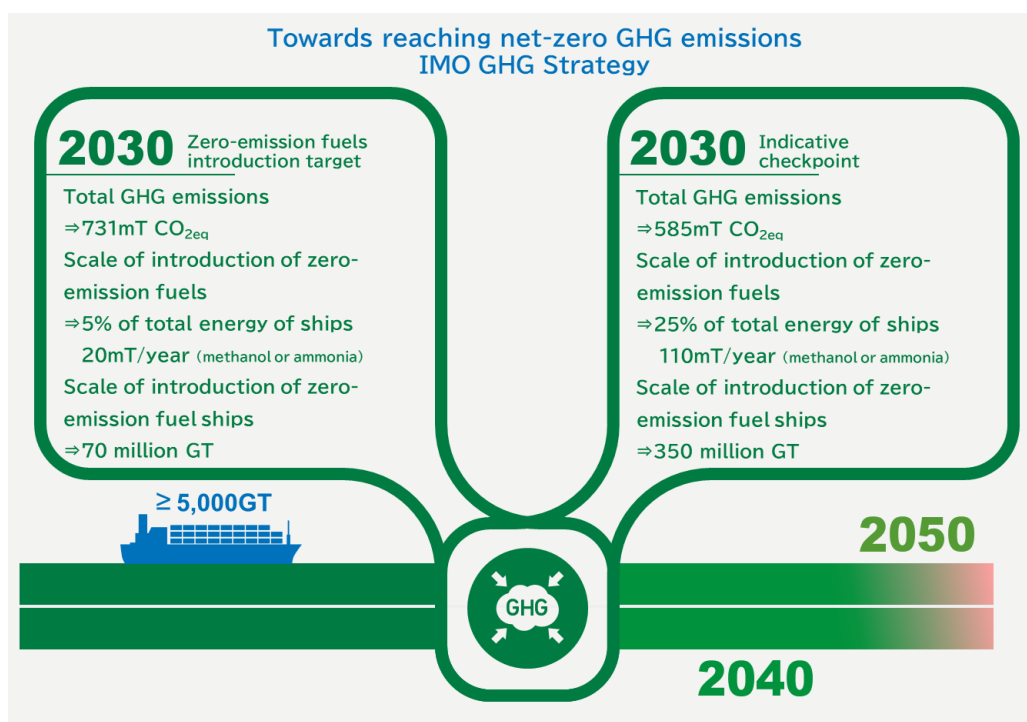 Towards reaching net-zero GHG emissions
IMO GHG Strategy
2030 Zero-emission fuels
introduction target
Total GHG emissions
⇒731mT CO2eq
Scale of introduction of zero-
emission fuels
⇒5% of total energy of ships
20mT/year (methanol or ammonia)
Scale of introduction of zero-
emission fuel ships
⇒70 million GT
2030 Indicative
checkpoint
Total GHG emissions
⇒585mT CO2eq
Scale of introduction of zero-
emission fuels
⇒25% of total energy of ships
110mT/year (methanol or ammonia)
Scale of introduction of zero-
emission fuel ships
⇒350 million GT
≥ 5,000GT
GHG
2050
2040